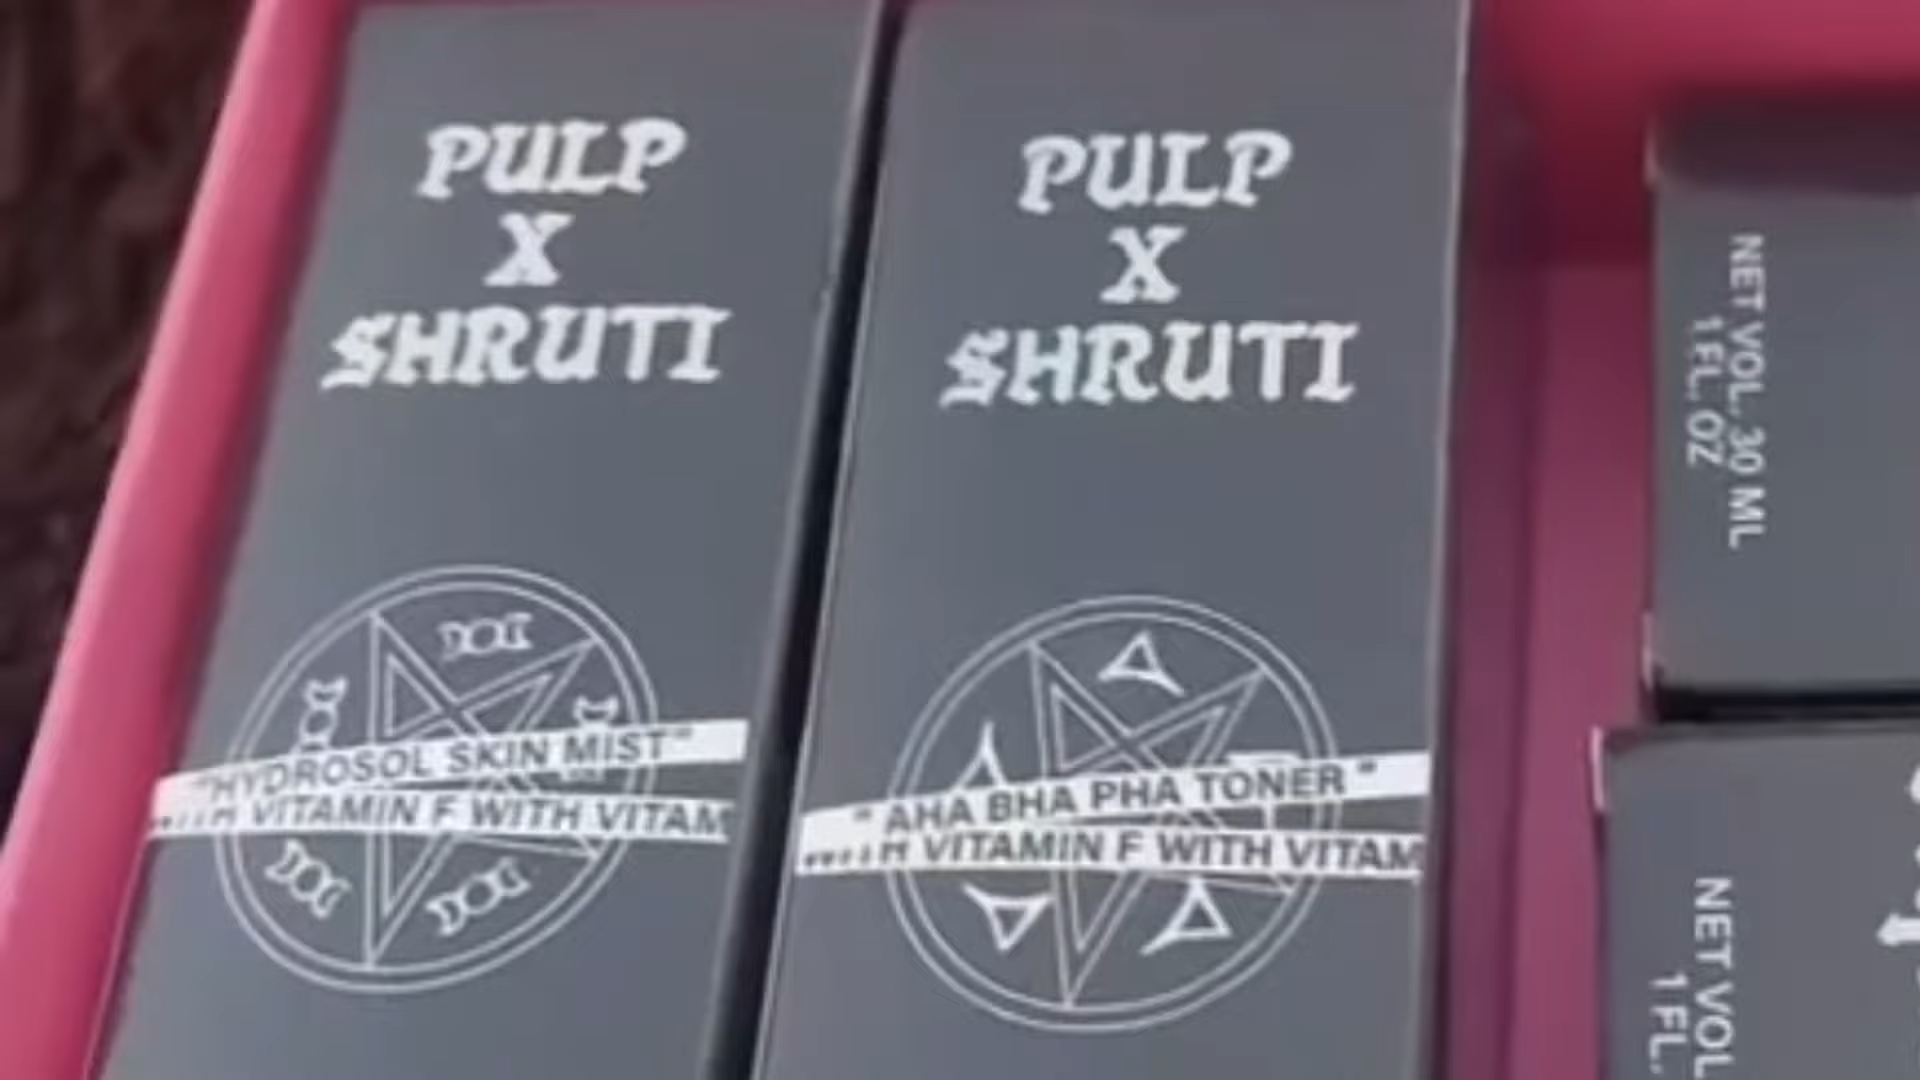 PULP
X
SHRUTI
"HYDROSOL SKIN MIST"
VITAMIN F WITH
PULP
X
SHRUTI
" AHA BHA PHA TONER "
VITAMIN F WITH
NET VOL. 30 ML
1 FL. OZ
NET VOL
1 FL.